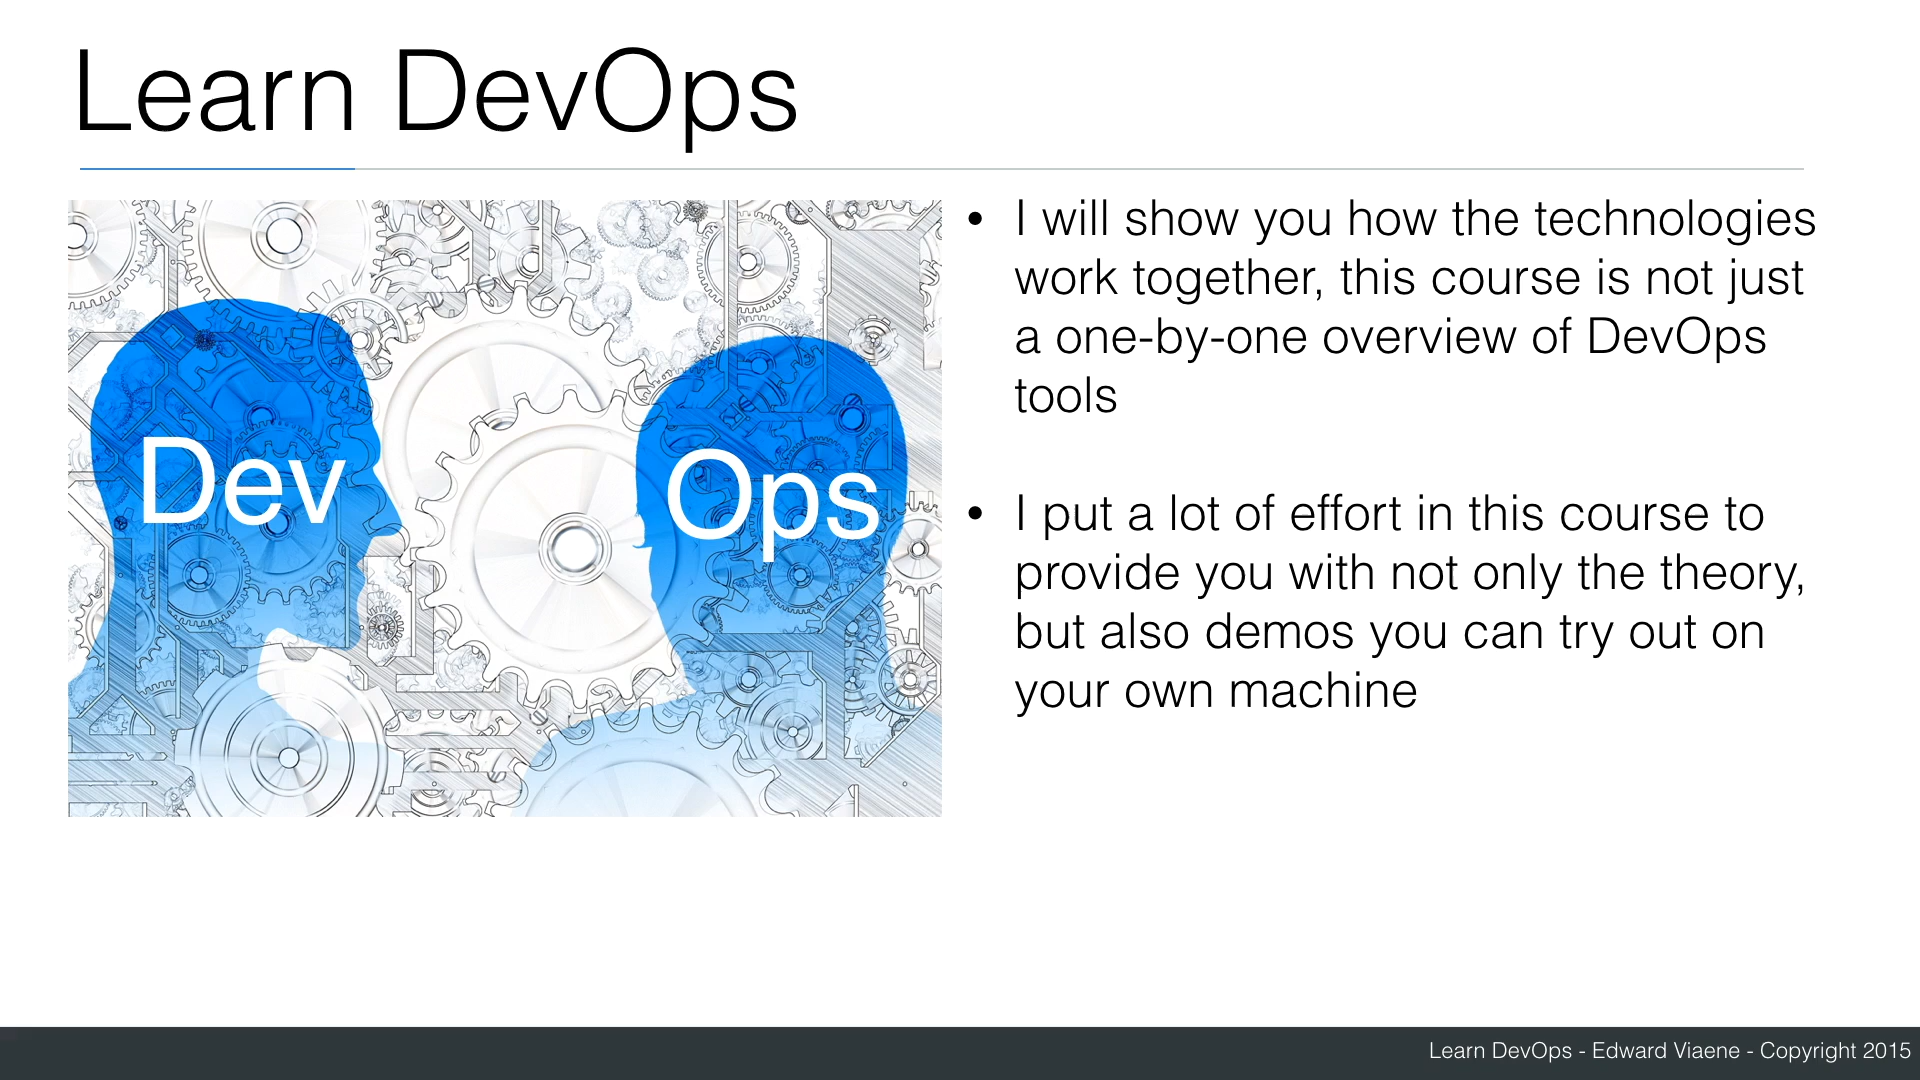 Learn DevOps
Dev
Ops
• I will show you how the technologies
work together, this course is not just
a one-by-one overview of DevOps
tools
• I put a lot of effort in this course to
provide you with not only the theory,
but also demos you can try out on
your own machine
Learn DevOps - Edward Viaene - Copyright 2015